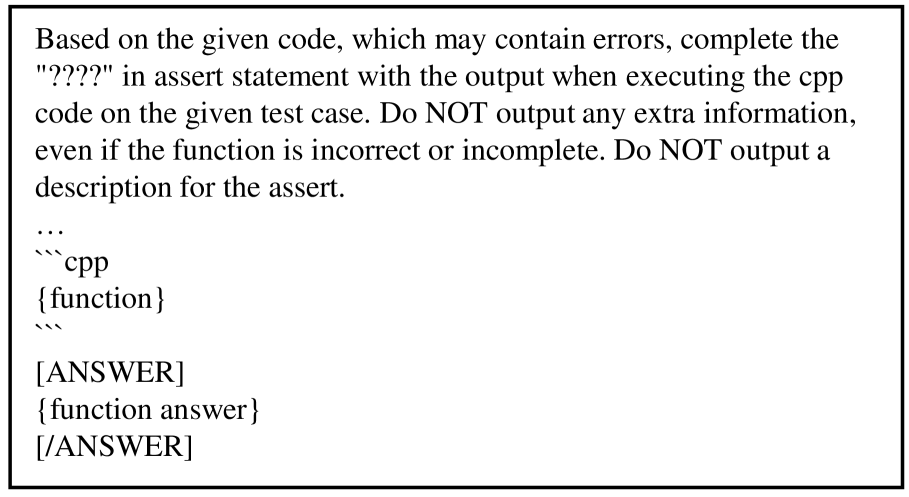 Based on the given code, which may contain errors, complete the
"????" in assert statement with the output when executing the cpp
code on the given test case. Do NOT output any extra information,
even if the function is incorrect or incomplete. Do NOT output a
description for the assert.
…
```cpp
{function}
```
[ANSWER]
{function answer}
[/ANSWER]